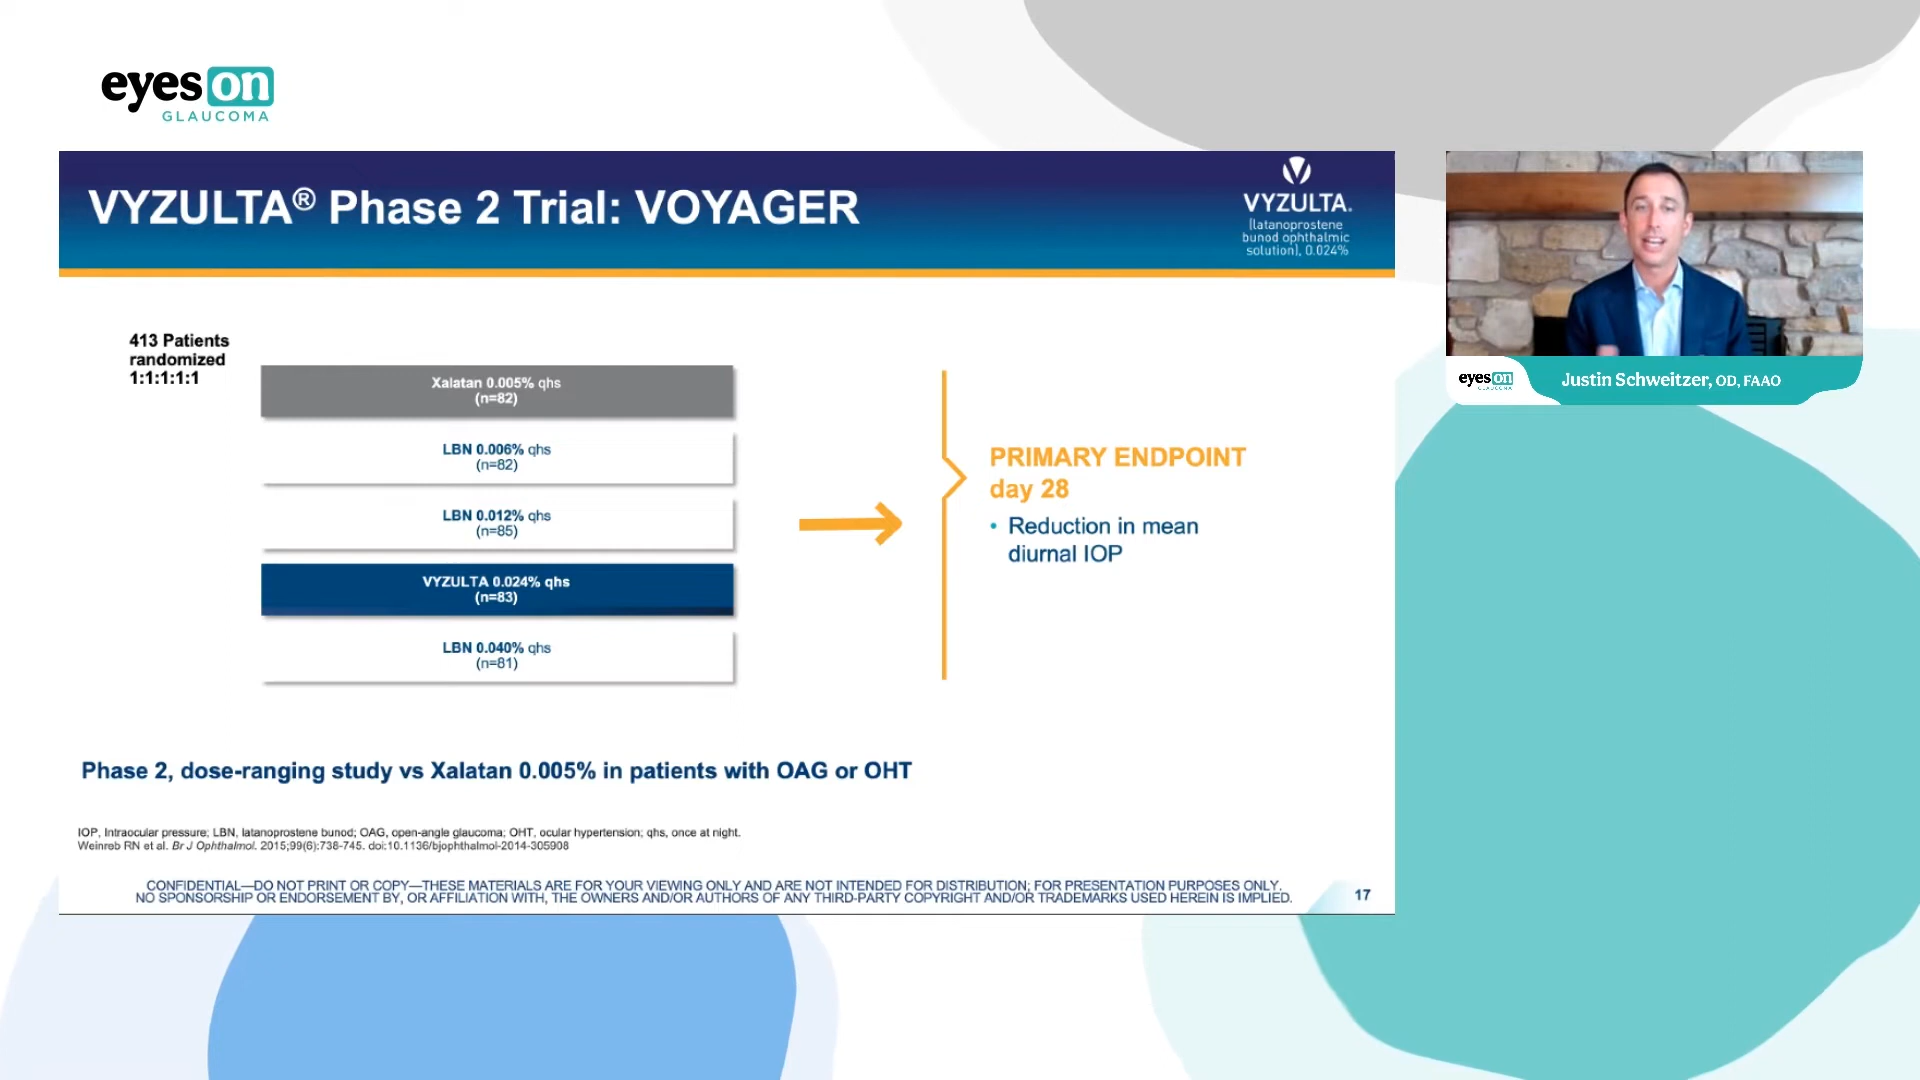 eyes on
GLAUCOMA
VYZULTA® Phase 2 Trial: VOYAGER
VYZULTA®
(latanoprostene
bunod ophthalmic
solution), 0.024%
413 Patients
randomized
1:1:1:1:1
Xalatan 0.005% qhs
(n=82)
LBN 0.006% qhs
(n=82)
LBN 0.012% qhs
(n=85)
VYZULTA 0.024% qhs
(n=83)
LBN 0.040% qhs
(n=81)
PRIMARY ENDPOINT
day 28
• Reduction in mean
diurnal IOP
Phase 2, dose-ranging study vs Xalatan 0.005% in patients with OAG or OHT
IOP, Intraocular pressure; LBN, latanoprostene bunod; OAG, open-angle glaucoma; OHT, ocular hypertension; qhs, once at night.
Weinreb RN et al. Br J Ophthalmol. 2015;99(6):738-745. doi:10.1136/bjophthalmol-2014-305908
CONFIDENTIAL—DO NOT PRINT OR COPY—THESE MATERIALS ARE FOR YOUR VIEWING ONLY AND ARE NOT INTENDED FOR DISTRIBUTION; FOR PRESENTATION PURPOSES ONLY.
NO SPONSORSHIP OR ENDORSEMENT BY, OR AFFILIATION WITH, THE OWNERS AND/OR AUTHORS OF ANY THIRD-PARTY COPYRIGHT AND/OR TRADEMARKS USED HEREIN IS IMPLIED.
17
eyes on
GLAUCOMA
Justin Schweitzer, OD, FAAO